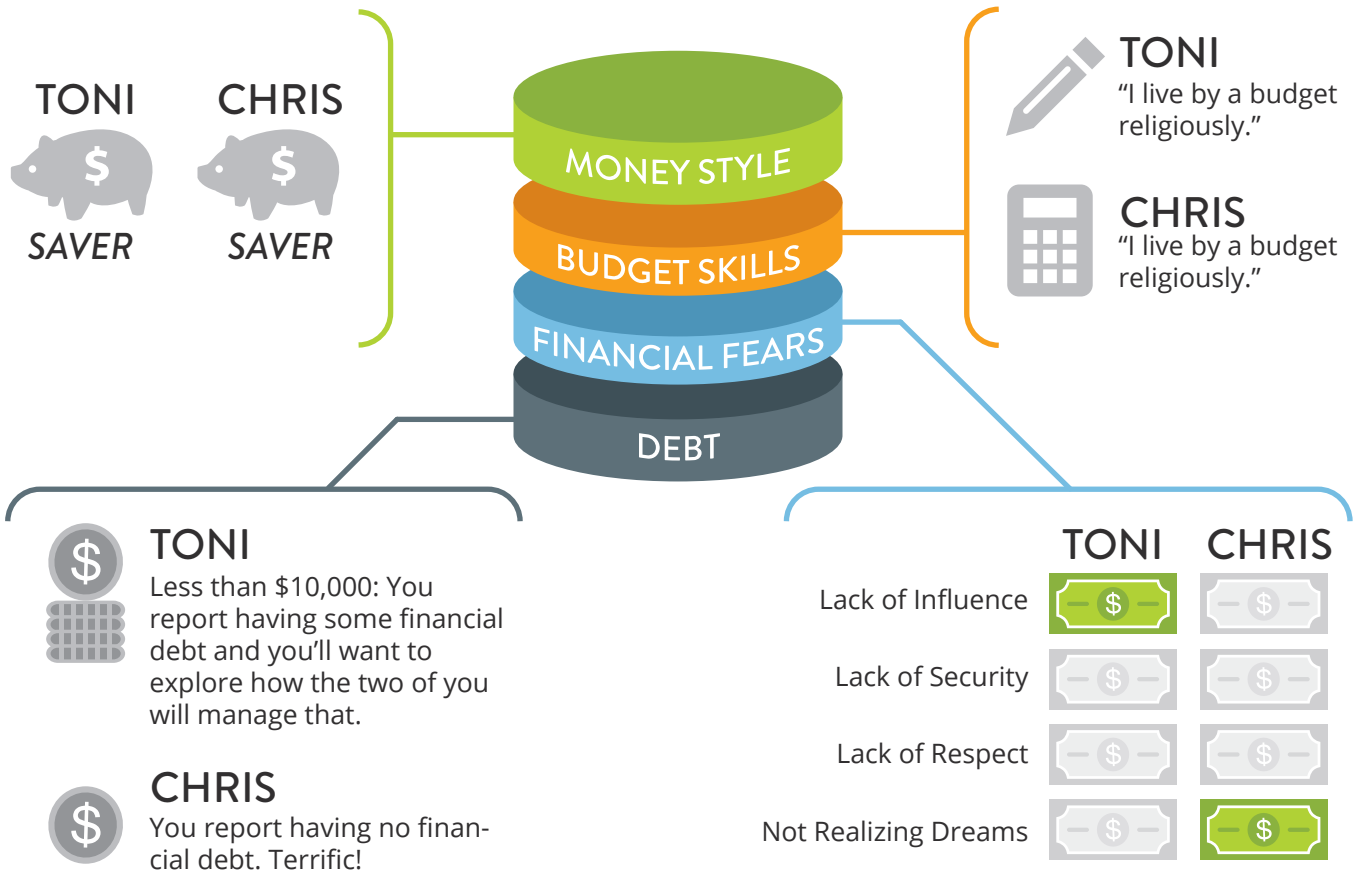 TONI CHRIS
$ $
SAVER SAVER
MONEY STYLE
BUDGET SKILLS
FINANCIAL FEARS
DEBT
TONI
“I live by a budget
religiously.”
CHRIS
“I live by a budget
religiously.”
$
TONI
Less than $10,000: You
report having some financial
debt and you’ll want to
explore how the two of you
will manage that.
$
CHRIS
You report having no finan-
cial debt. Terrific!
TONI CHRIS
Lack of Influence $ $
Lack of Security $ $
Lack of Respect $ $
Not Realizing Dreams $ $